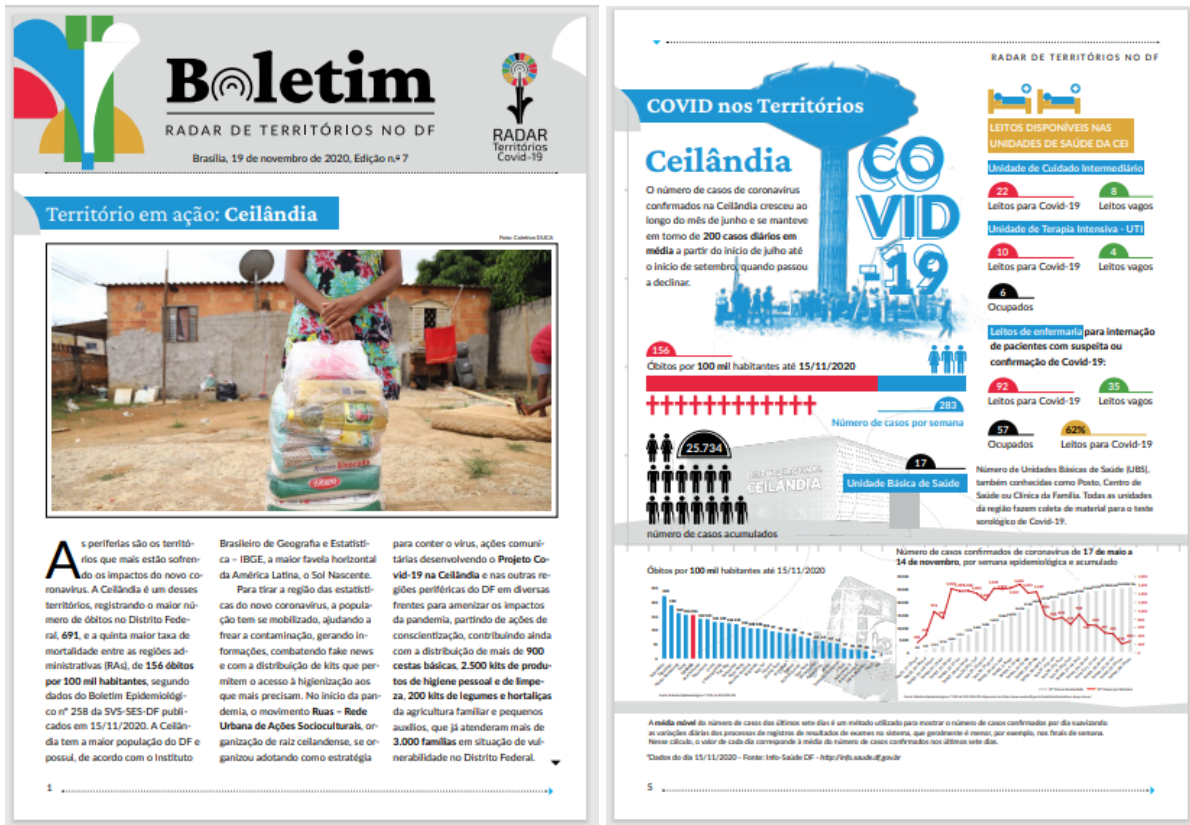 Boletim
RADAR DE TERRITÓRIOS NO DF
Brasília, 19 de novembro de 2020, Edição n.º 7
RADAR
Territórios
Covid-19
Território em ação: Ceilândia
Foto: Coletivo DUCA
As periferias são os territó-
rios que mais estão sofren-
do os impactos do novo co-
ronavírus. A Ceilândia é um desses
territórios, registrando o maior nú-
mero de óbitos no Distrito Fede-
ral, 691, e a quinta maior taxa de
mortalidade entre as regiões ad-
ministrativas (RAs), de 156 óbitos
por 100 mil habitantes, segundo
dados do Boletim Epidemiológi-
co nº 258 da SVS-SES-DF publi-
cados em 15/11/2020. A Ceilân-
dia tem a maior população do DF e
possui, de acordo com o Instituto
Brasileiro de Geografia e Estatísti-
ca – IBGE, a maior favela horizontal
da América Latina, o Sol Nascente.
Para tirar a região das estatísti-
cas do novo coronavírus, a popula-
ção tem se mobilizado, ajudando a
frear a contaminação, gerando in-
formações, combatendo fake news
e com a distribuição de kits que per-
mitem o acesso à higienização aos
que mais precisam. No início da pan-
demia, o movimento Ruas – Rede
Urbana de Ações Socioculturais, or-
ganização de raiz ceilandense, se or-
ganizou adotando como estratégia
para conter o vírus, ações comuni-
tárias desenvolvendo o Projeto Co-
vid-19 na Ceilândia e nas outras re-
giões periféricas do DF em diversas
frentes para amenizar os impactos
da pandemia, partindo de ações de
conscientização, contribuindo ainda
com a distribuição de mais de 900
cestas básicas, 2.500 kits de produ-
tos de higiene pessoal e de limpe-
za, 200 kits de legumes e hortaliças
da agricultura familiar e pequenos
auxílios, que já atenderam mais de
3.000 famílias em situação de vul-
nerabilidade no Distrito Federal.
1
RADAR DE TERRITÓRIOS NO DF
COVID nos Territórios
Ceilândia
O número de casos de coronavírus
confirmados na Ceilândia cresceu ao
longo do mês de junho e se manteve
em torno de 200 casos diários em
média a partir do início de julho até
o início de setembro, quando passou
a declinar.
CO
VID
19
156
Óbitos por 100 mil habitantes até 15/11/2020
283
Número de casos por semana
25.734
número de casos acumulados
CEILÂNDIA
17
Unidade Básica de Saúde
LEITOS DISPONÍVEIS NAS
UNIDADES DE SAÚDE DA CEI
Unidade de Cuidado Intermediário
22
Leitos para Covid-19
8
Leitos vagos
Unidade de Terapia Intensiva - UTI
10
Leitos para Covid-19
4
Leitos vagos
6
Ocupados
Leitos de enfermaria para internação
de pacientes com suspeita ou
confirmação de Covid-19:
92
Leitos para Covid-19
35
Leitos vagos
57
Ocupados
62%
Leitos para Covid-19
Número de Unidades Básicas de Saúde (UBS),
também conhecidas como Posto, Centro de
Saúde ou Clínica da Família. Todas as unidades
da região fazem coleta de material para o teste
sorológico de Covid-19.
Óbitos por 100 mil habitantes até 15/11/2020
Número de casos confirmados de coronavírus de 17 de maio a
14 de novembro, por semana epidemiológica e acumulado
A média móvel do número de casos dos últimos sete dias é um método utilizado para mostrar o número de casos confirmados por dia suavizando
as variações diárias dos processos de registros de resultados de exames no sistema, que geralmente é menor, por exemplo, nos finais de semana.
Nesse cálculo, o valor de cada dia corresponde à média do número de casos confirmados nos últimos sete dias.
*Dados do dia 15/11/2020 - Fonte: Info-Saúde DF – http://info.saude.df.gov.br
5